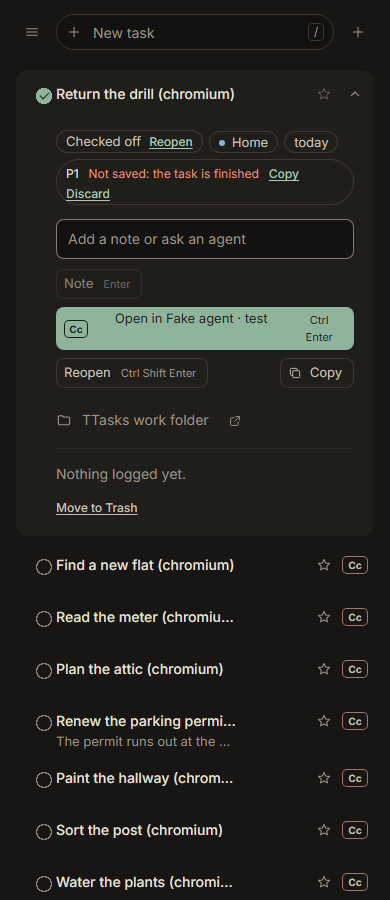 New task /
Return the drill (chromium)
Checked off Reopen Home today
P1 Not saved: the task is finished Copy
Discard
Add a note or ask an agent
Note Enter
Cc Open in Fake agent · test Ctrl
Enter
Reopen Ctrl Shift Enter Copy
TTasks work folder
Nothing logged yet.
Move to Trash
Find a new flat (chromium) Cc
Read the meter (chromiu... Cc
Plan the attic (chromium) Cc
Renew the parking permi... Cc
The permit runs out at the ...
Paint the hallway (chrom... Cc
Sort the post (chromium) Cc
Water the plants (chromi... Cc